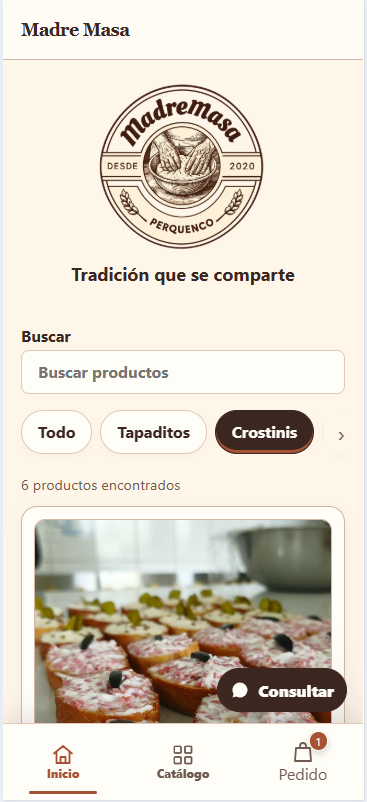 Madre Masa
MadreMasa
DESDE 2020
PERQUENCO
Tradición que se comparte
Buscar
Buscar productos
Todo Tapaditos Crostinis ›
6 productos encontrados
Consultar
1
Inicio Catálogo Pedido